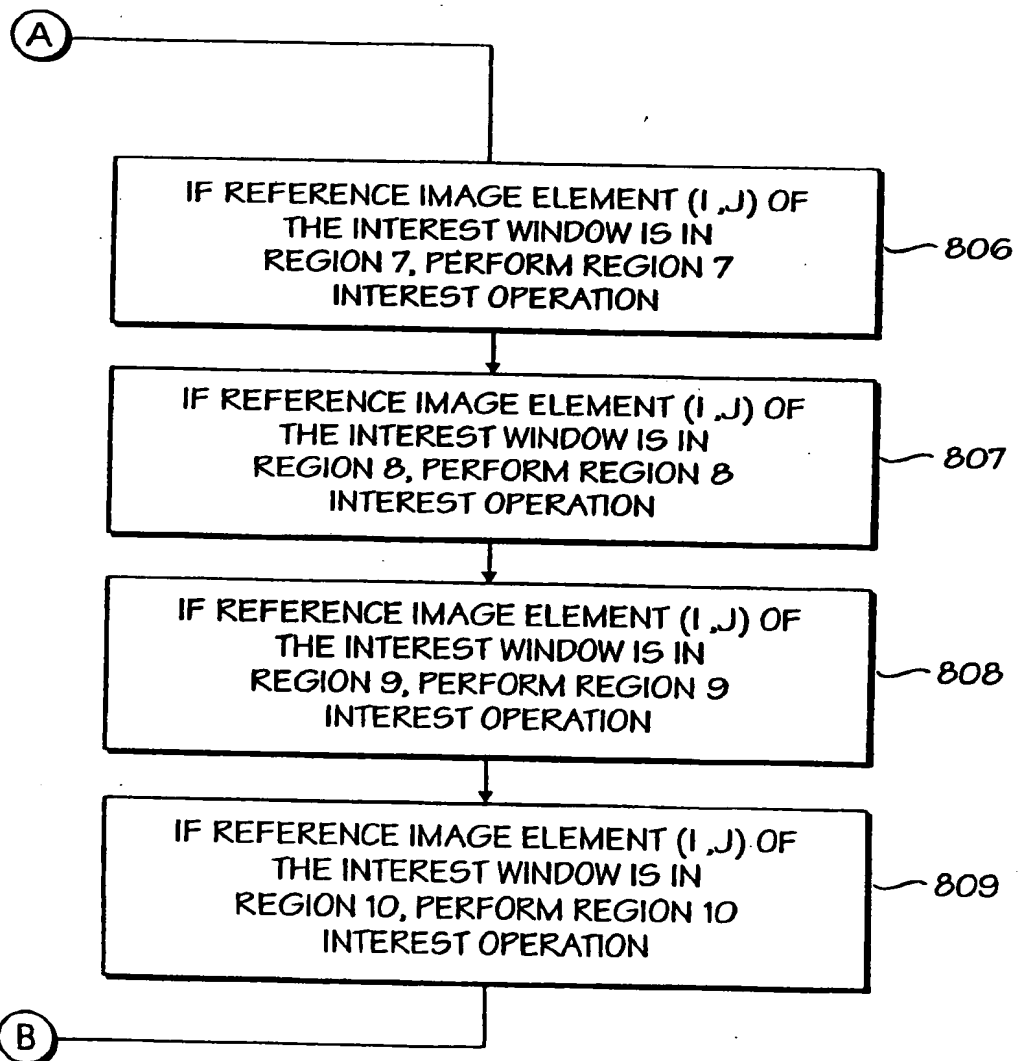 A
IF REFERENCE IMAGE ELEMENT (I ,J) OF
THE INTEREST WINDOW IS IN
REGION 7, PERFORM REGION 7
INTEREST OPERATION
806
IF REFERENCE IMAGE ELEMENT (I ,J) OF
THE INTEREST WINDOW IS IN
REGION 8, PERFORM REGION 8
INTEREST OPERATION
807
IF REFERENCE IMAGE ELEMENT (I ,J) OF
THE INTEREST WINDOW IS IN
REGION 9, PERFORM REGION 9
INTEREST OPERATION
808
IF REFERENCE IMAGE ELEMENT (I ,J) OF
THE INTEREST WINDOW IS IN
REGION 10, PERFORM REGION 10
INTEREST OPERATION
809
B